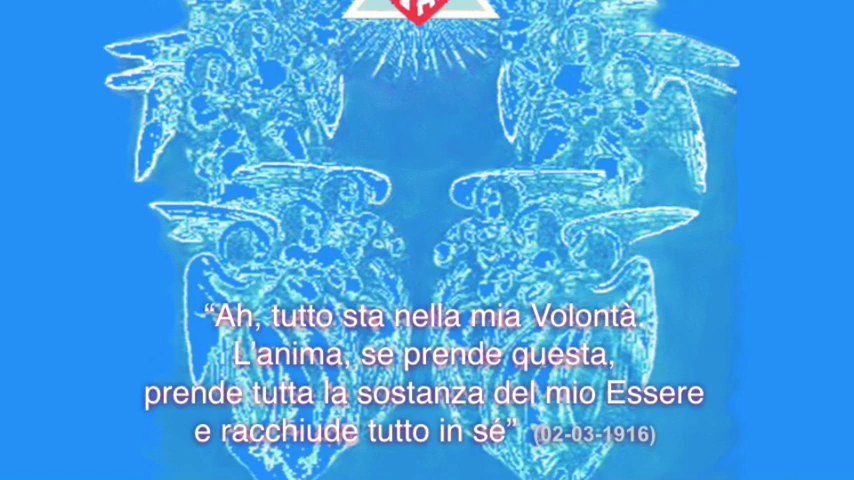 “Ah, tutto sta nella mia Volontà.
L'anima, se prende questa,
prende tutta la sostanza del mio Essere
e racchiude tutto in sé” (02-03-1916)